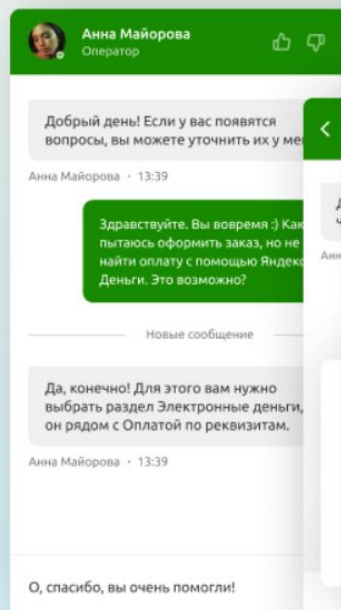 Анна Майорова
Оператор
Добрый день! Если у вас появятся
вопросы, вы можете уточнить их у
Анна Майорова · 13:39
Здравствуйте. Вы вовремя :) Как
пытаюсь оформить заказ, но не
найти оплату с помощью
Деньги. Это возможно?
Новые сообщение
Да, конечно! Для этого вам нужно
выбрать раздел Электронные деньги,
он рядом с Оплатой по реквизитам.
Анна Майорова · 13:39
О, спасибо, вы очень помогли!